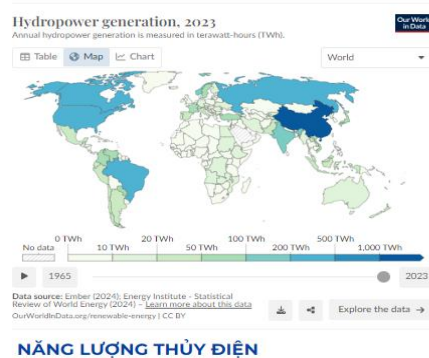 Hydropower generation, 2023
Our World
in Data
Annual hydropower generation is measured in terawatt-hours (TWh).
Table Map Chart
World
0 TWh 20 TWh 100 TWh 500 TWh
No data 10 TWh 50 TWh 200 TWh 1,000 TWh
1965 2023
Data source: Ember (2024); Energy Institute - Statistical
Review of World Energy (2024) – Learn more about this data
OurWorldinData.org/renewable-energy | CC BY
Explore the data →
NĂNG LƯỢNG THỦY ĐIỆN